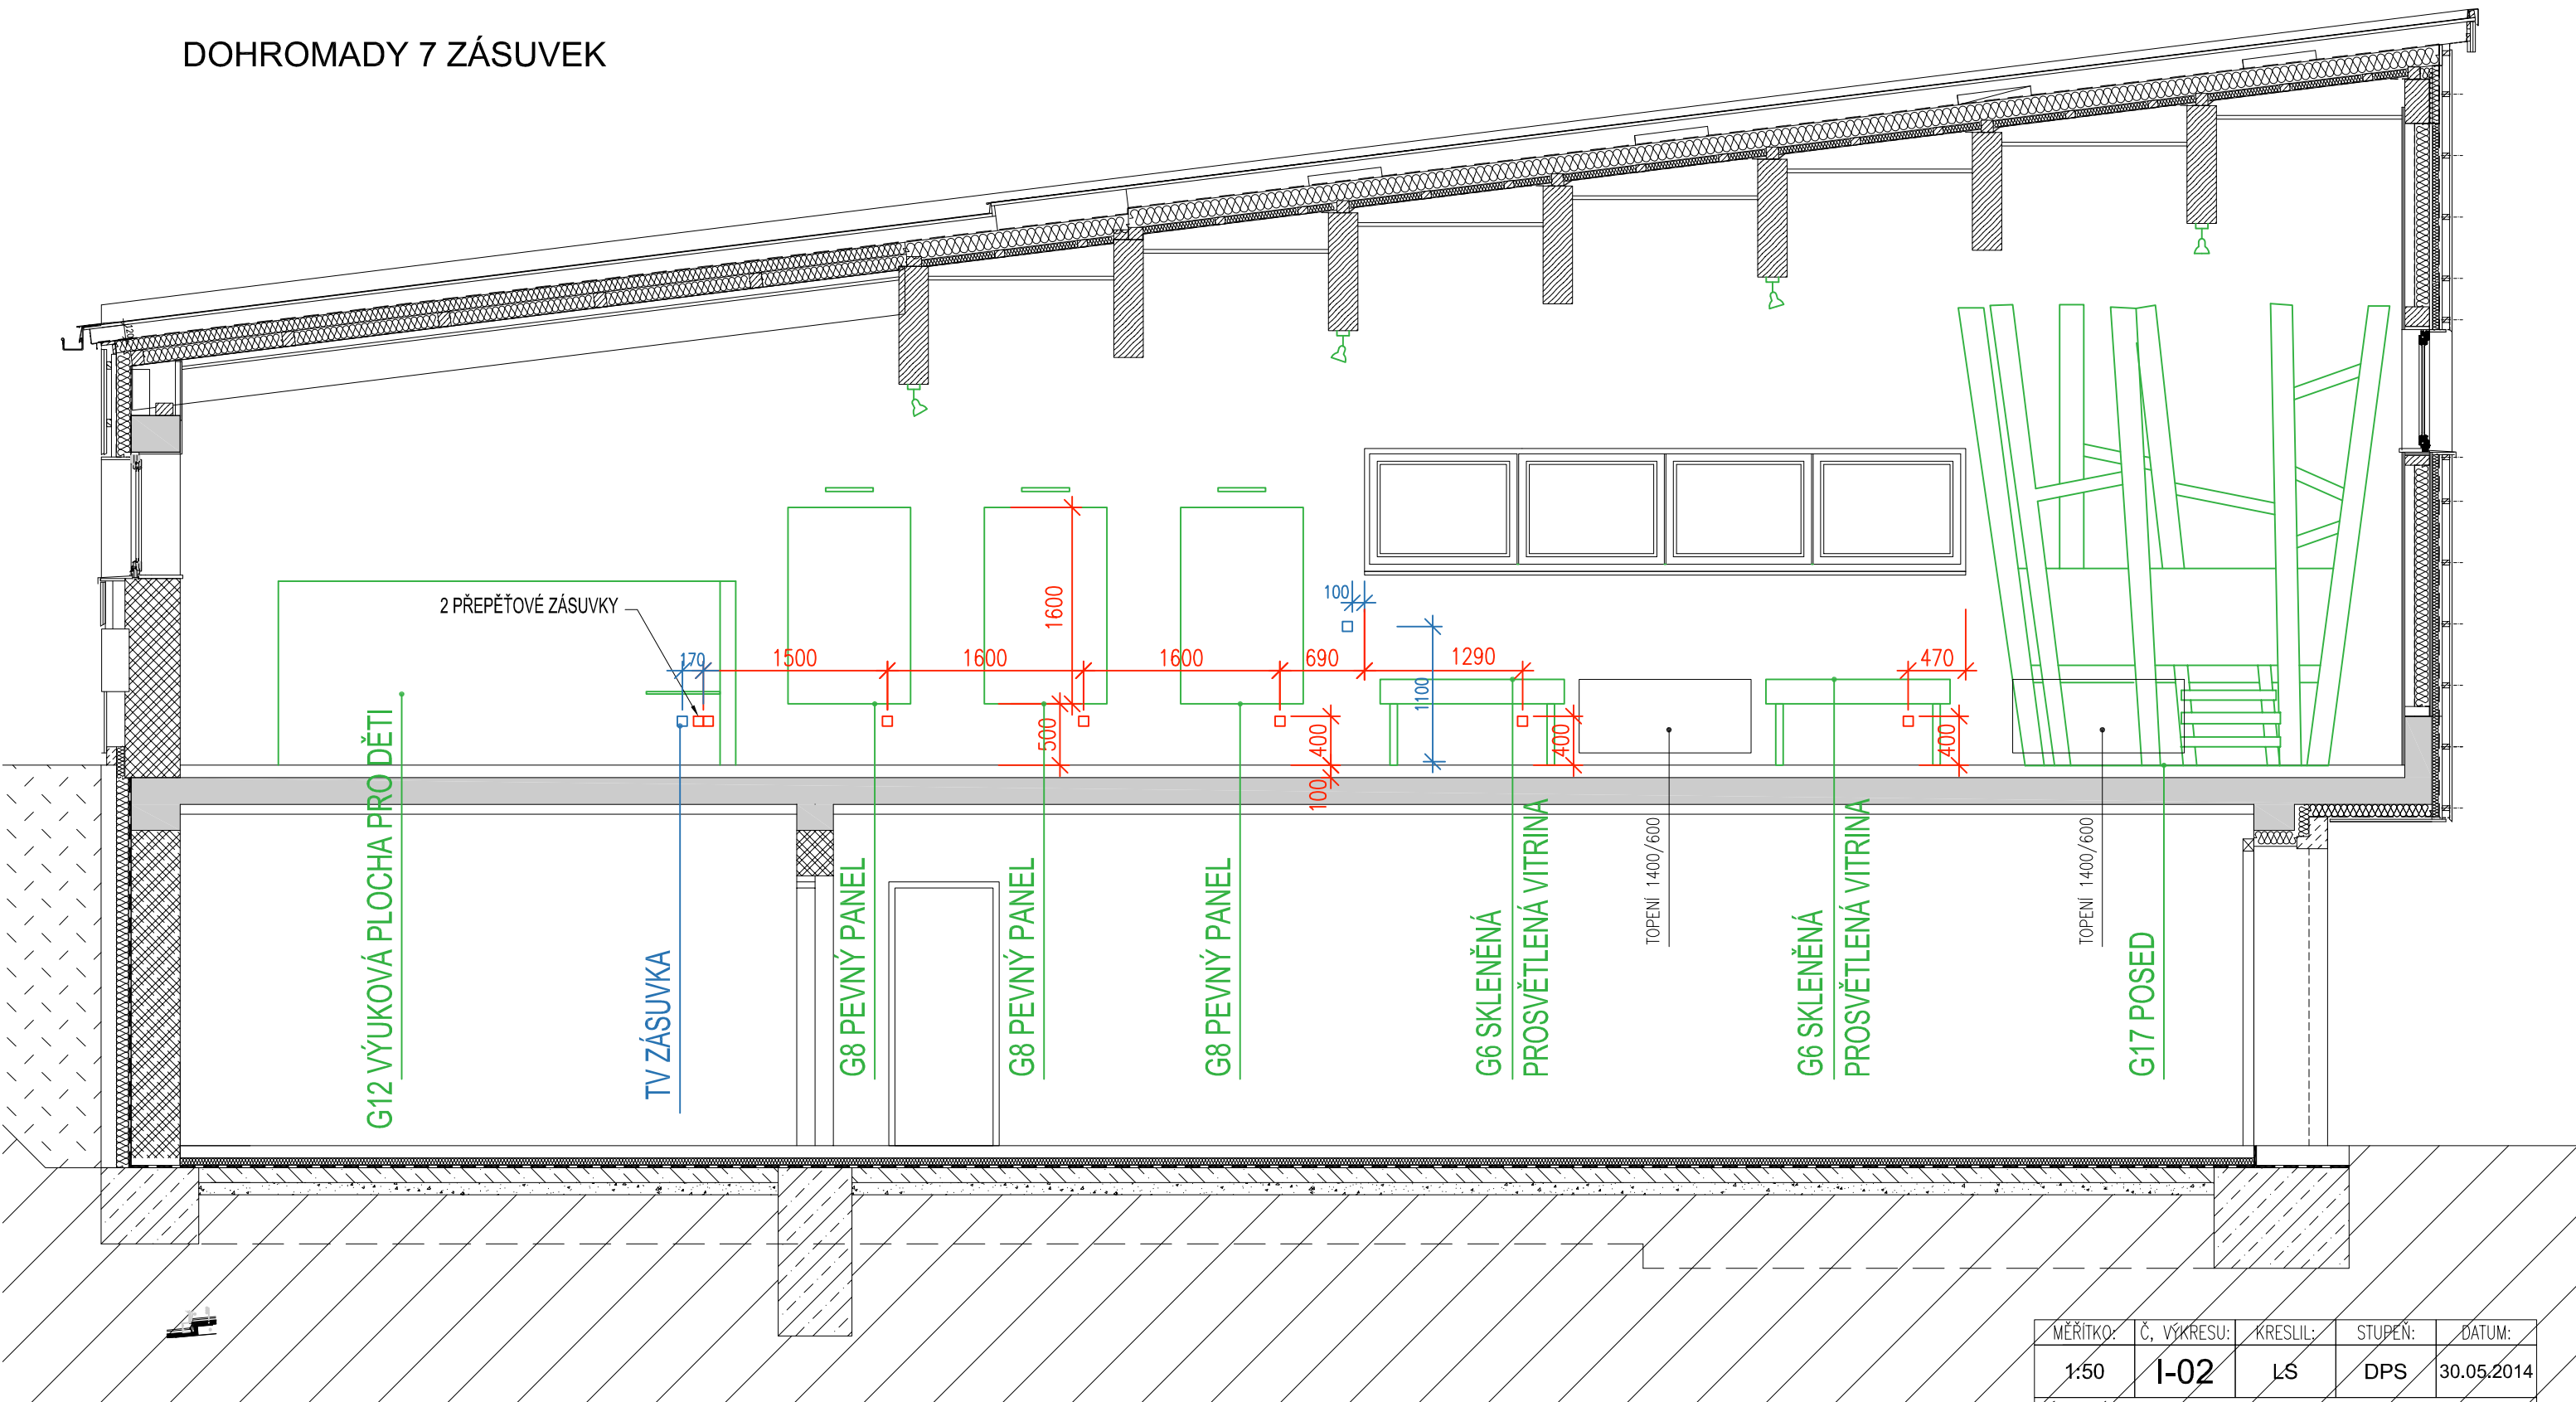 DOHROMADY 7 ZÁSUVEK
2 PŘEPĚŤOVÉ ZÁSUVKY
100
1600
170
1500
1600
1600
690
1290
470
1100
500
400
400
400
100
G12 VÝUKOVÁ PLOCHA PRO DĚTI
TV ZÁSUVKA
G8 PEVNÝ PANEL
G8 PEVNÝ PANEL
G8 PEVNÝ PANEL
G6 SKLENĚNÁ
PROSVĚTLENÁ VITRINA
TOPENÍ 1400/600
G6 SKLENĚNÁ
PROSVĚTLENÁ VITRINA
TOPENÍ 1400/600
G17 POSED
MĚŘÍTKO: Č, VÝKRESU: KRESLIL: STUPEŇ: DATUM:
1:50 I-02 LS DPS 30.05.2014